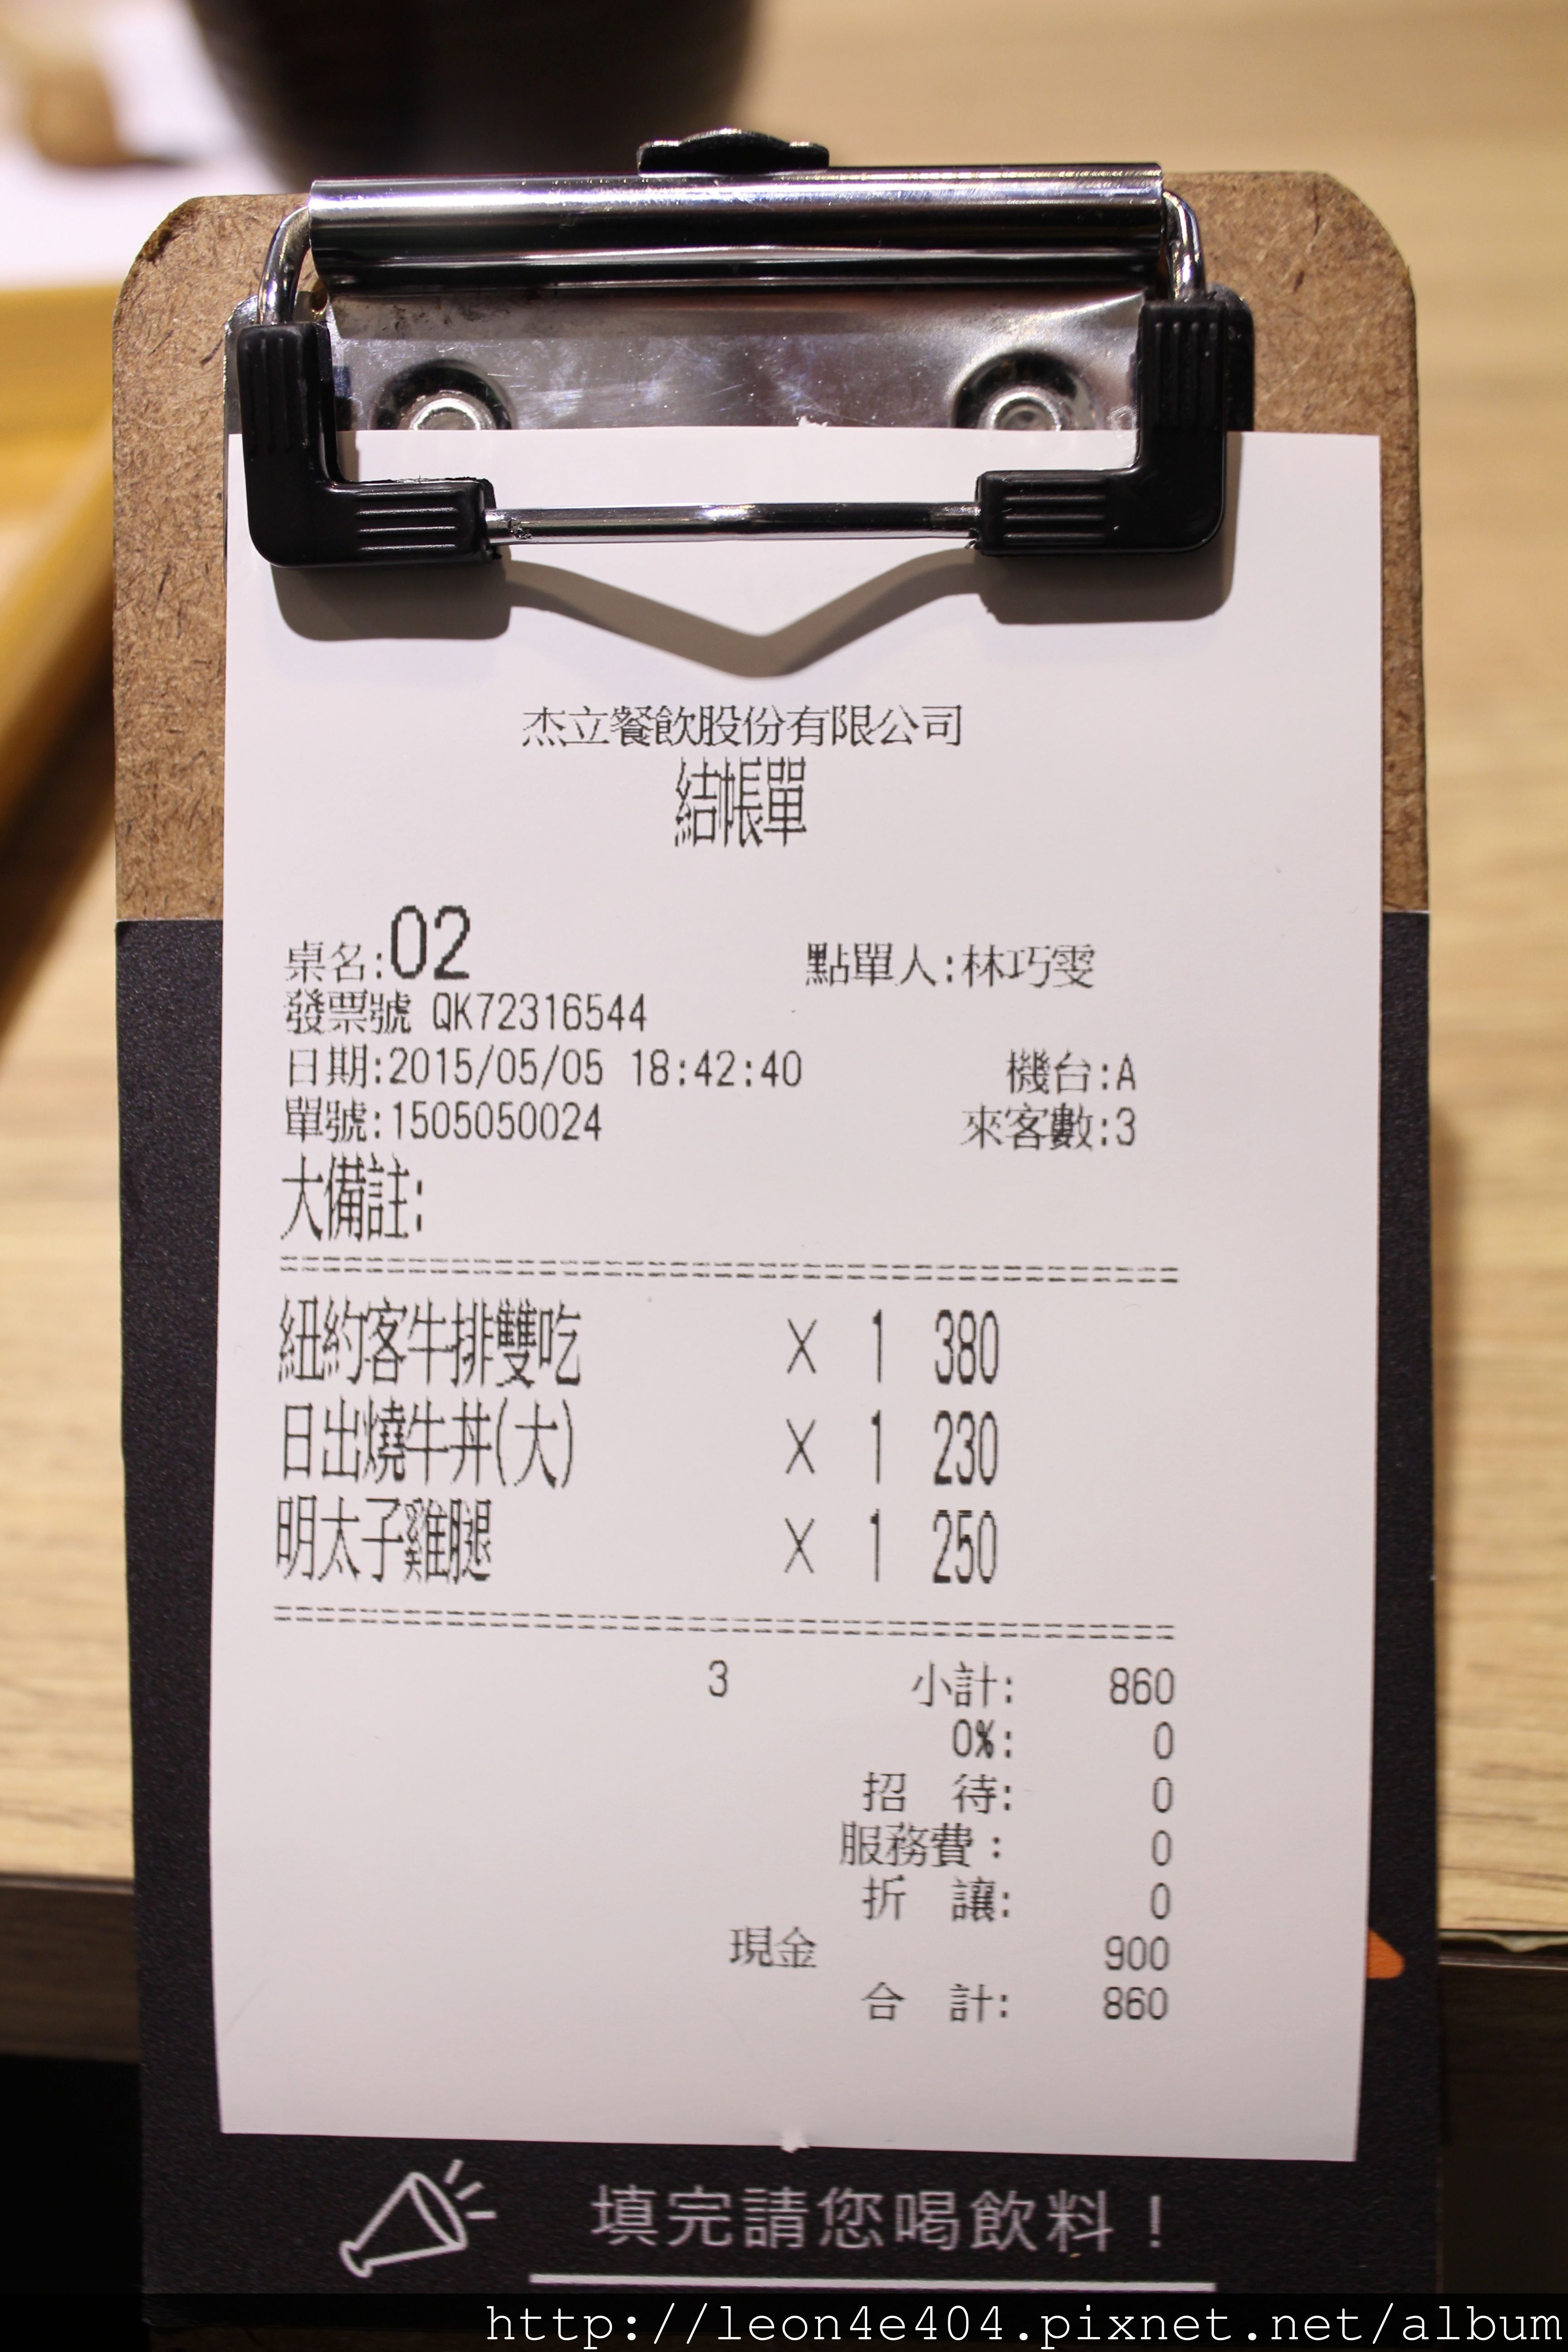 杰立餐飲股份有限公司
結帳單
桌名:02 點單人:林巧雯
發票號 QK72316544
日期:2015/05/05 18:42:40 機台:A
單號:1505050024 來客數:3
大備註:
紐約客牛排雙吃 X 1 380
日出燒牛丼(大) X 1 230
明太子雞腿 X 1 250
3 小計: 860
0%: 0
招 待: 0
服務費: 0
折 讓: 0
現金 900
合 計: 860
填完請您喝飲料!
http://leon4e404.pixnet.net/album